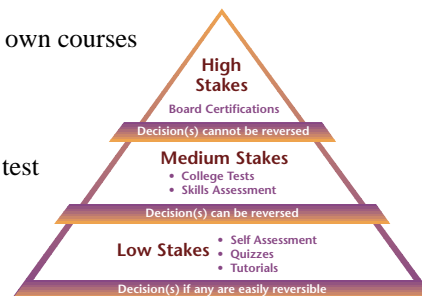 own courses
High
Stakes
Board Certifications
Decision(s) cannot be reversed
test
Medium Stakes
• College Tests
• Skills Assessment
Decision(s) can be reversed
Low Stakes
• Self Assessment
• Quizzes
• Tutorials
Decision(s) if any are easily reversible